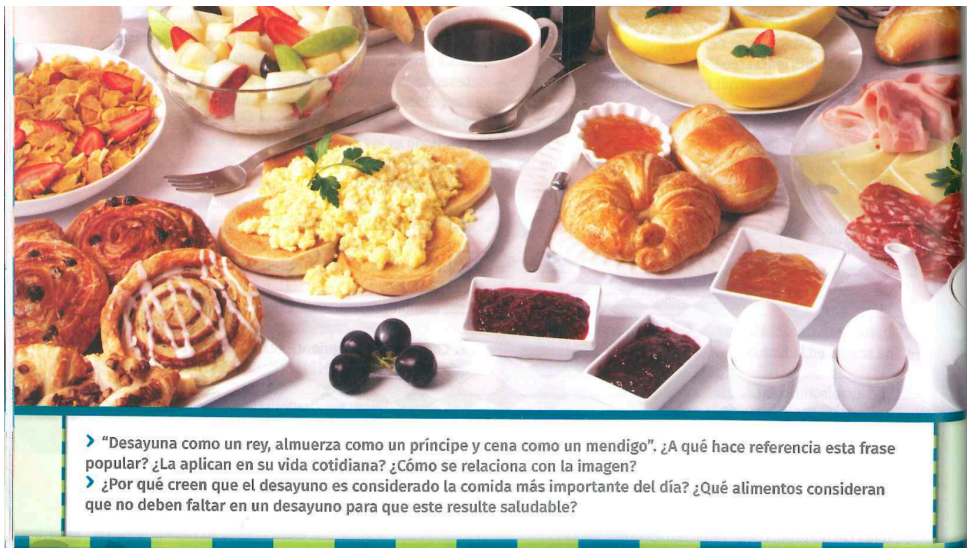 “Desayuna como un rey, almuerza como un príncipe y cena como un mendigo”. ¿A qué hace referencia esta frase
popular? ¿La aplican en su vida cotidiana? ¿Cómo se relaciona con la imagen?
¿Por qué creen que el desayuno es considerado la comida más importante del día? ¿Qué alimentos consideran
que no deben faltar en un desayuno para que este resulte saludable?